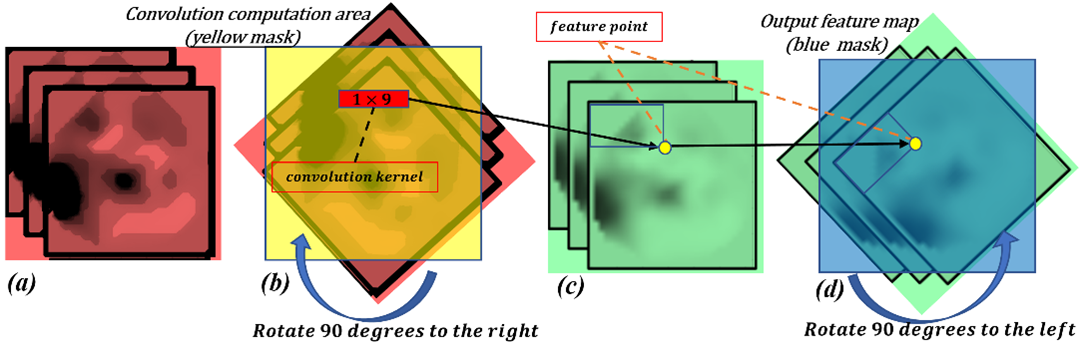 Convolution computation area
(yellow mask)
feature point
Output feature map
(blue mask)
1 × 9
convolution kernel
(a)
(b)
(c)
(d)
Rotate 90 degrees to the right
Rotate 90 degrees to the left